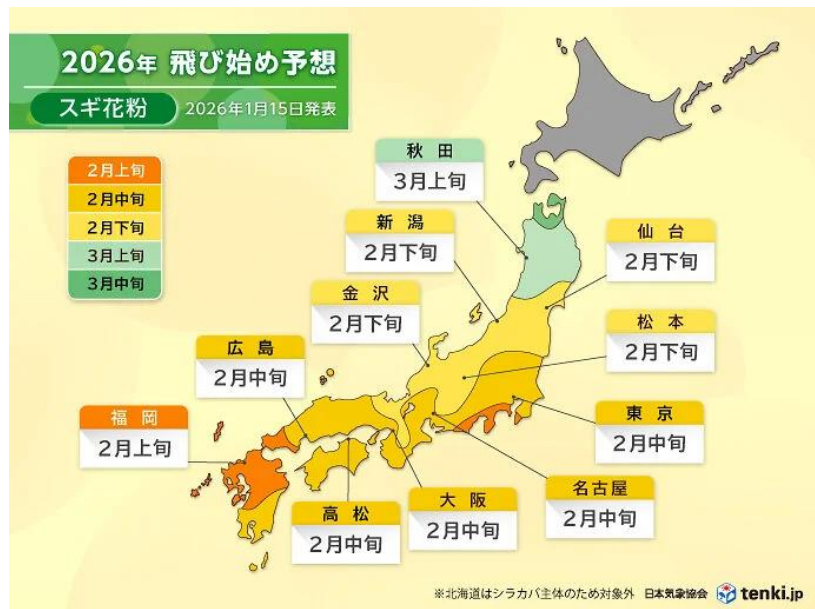 2026年 飛び始め予想
スギ花粉 2026年1月15日発表
2月上旬
2月中旬
2月下旬
3月上旬
3月中旬
秋田
3月上旬
新潟
2月下旬
仙台
2月下旬
金沢
2月下旬
松本
2月下旬
広島
2月中旬
東京
2月中旬
福岡
2月上旬
名古屋
2月中旬
大阪
2月中旬
高松
2月中旬
※北海道はシラカバ主体のため対象外 日本気象協会 tenki.jp